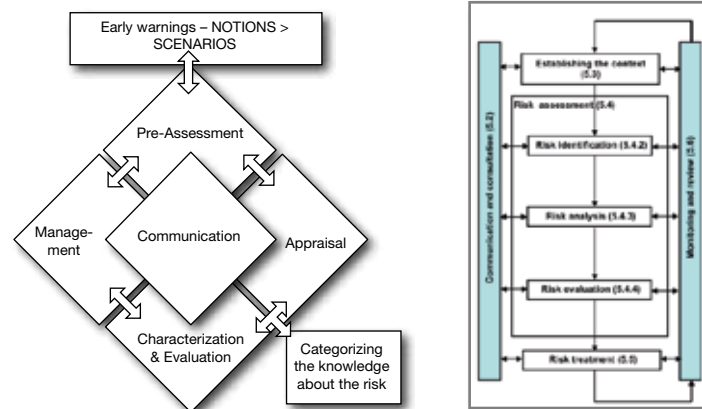 Early warnings – NOTIONS >
SCENARIOS
Pre-Assessment
Manage-
ment
Communication
Appraisal
Characterization
& Evaluation
Categorizing
the knowledge
about the risk
Establishing the context
(5.3)
Risk assessment (5.4)
Risk identification (5.4.2)
Risk analysis (5.4.3)
Risk evaluation (5.4.4)
Risk treatment (5.5)
Communication and consultation (5.2)
Monitoring and review (5.6)